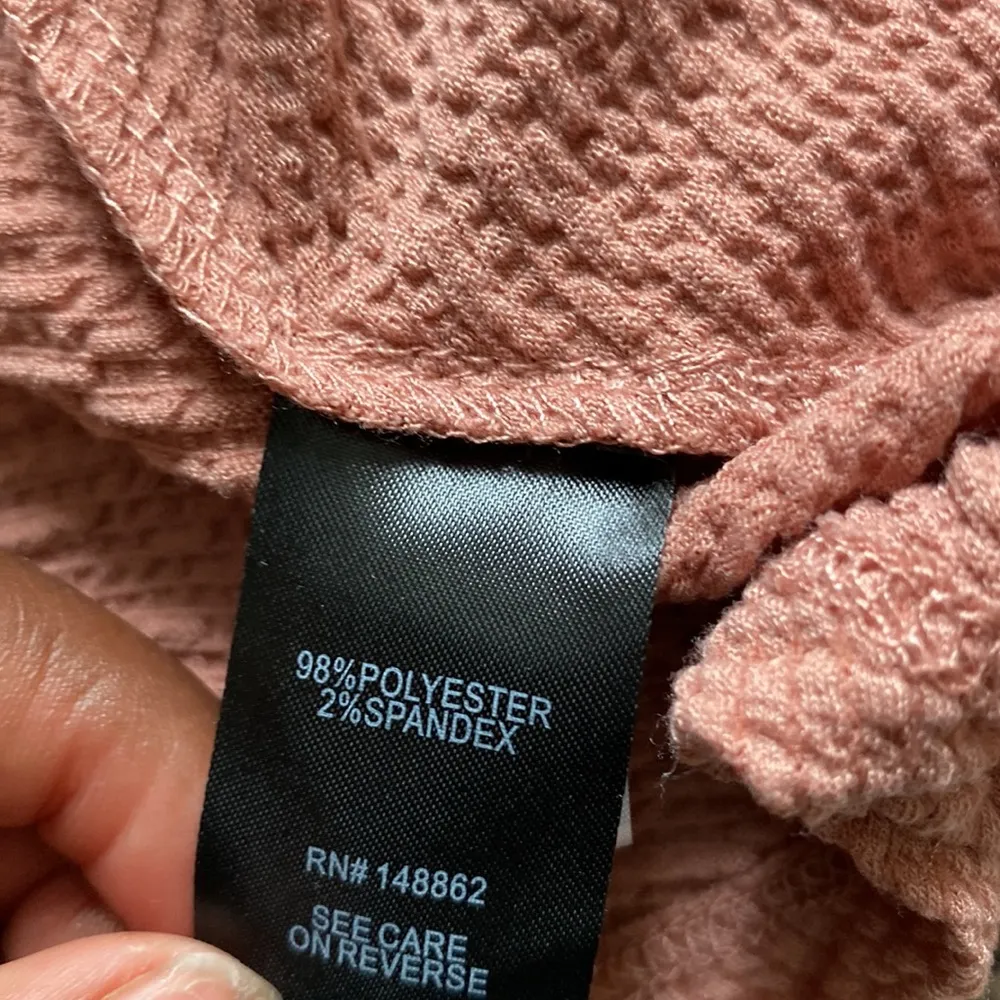 98%POLYESTER
2%SPANDEX
RN# 148862
SEE CARE
ON REVERSE